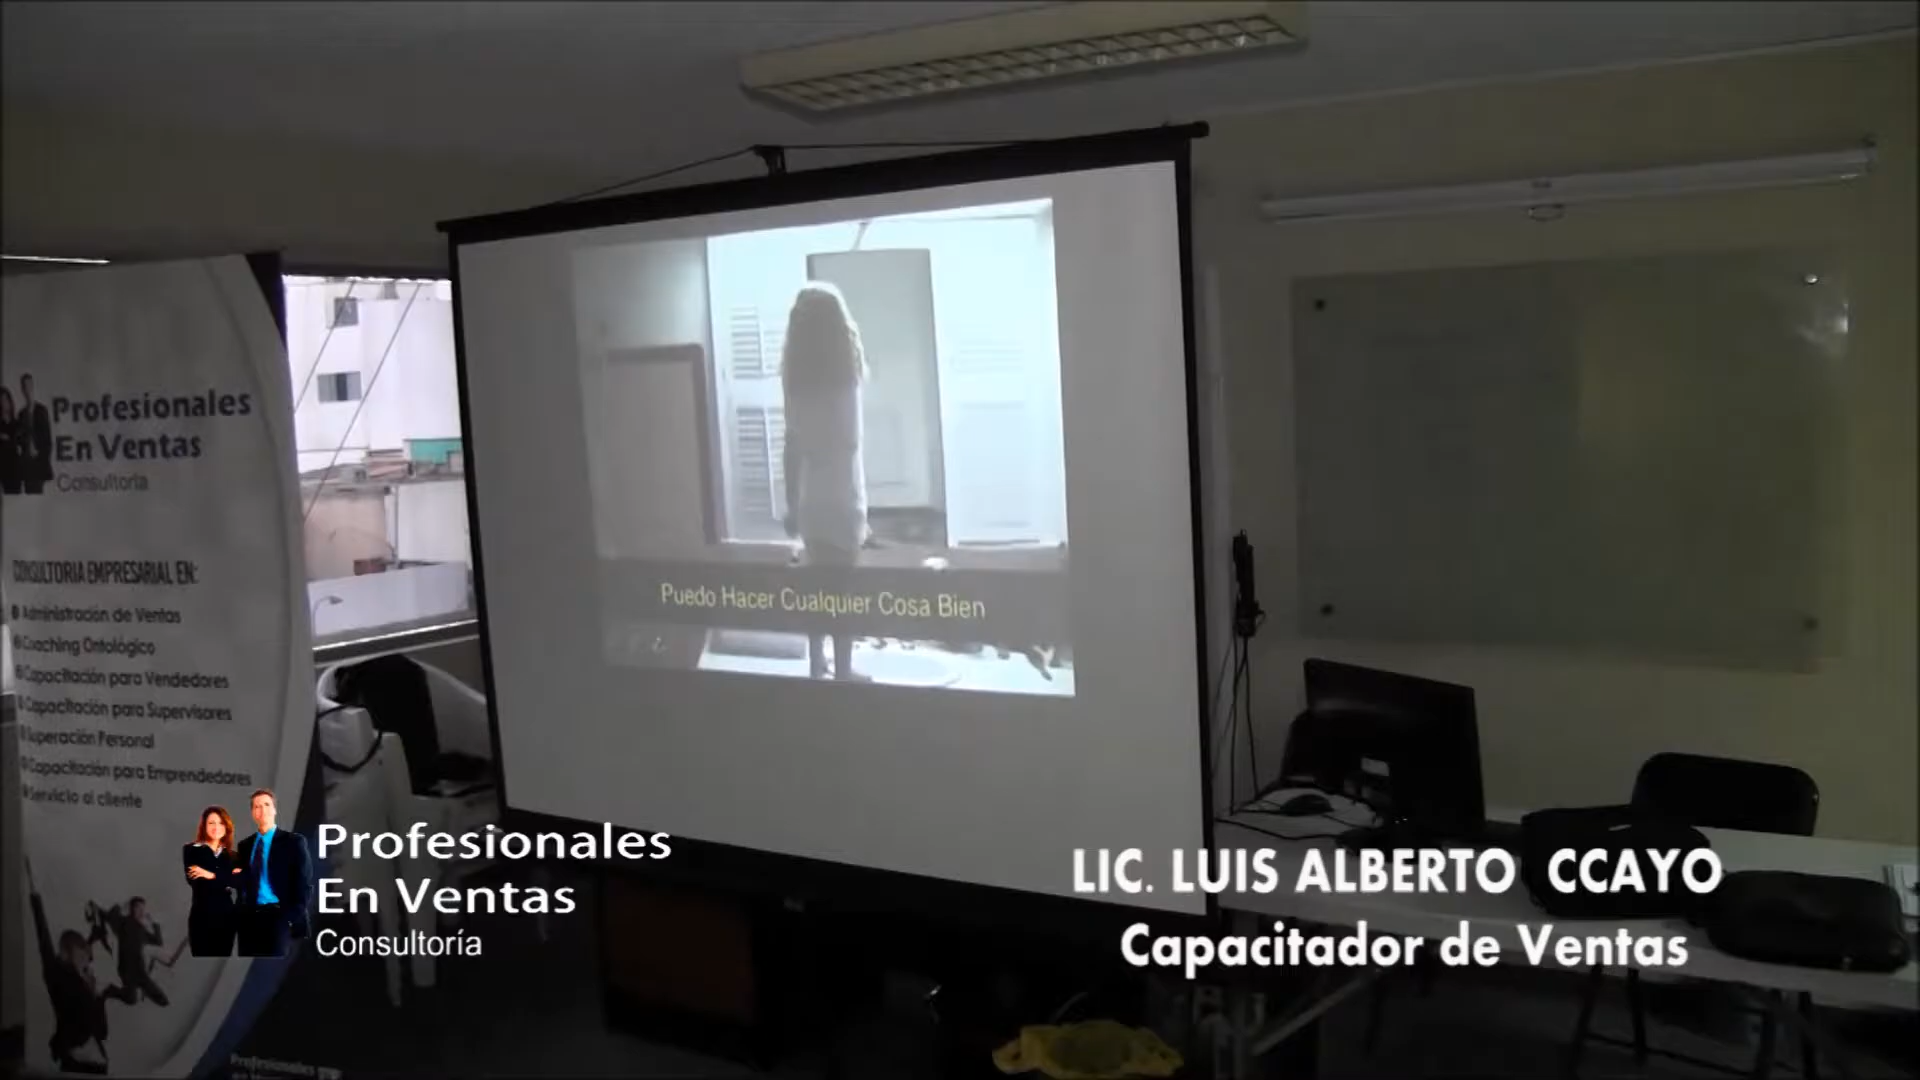 Profesionales
En Ventas
Consultoría
CONSULTORIA EMPRESARIAL EN:
Administración de Ventas
Coaching Ontológico
Capacitación para Vendedores
Capacitación para Supervisores
Superación Personal
Capacitación para Emprendedores
Servicio al cliente
Puedo Hacer Cualquier Cosa Bien
Profesionales
En Ventas
Consultoría
LIC. LUIS ALBERTO CCAYO
Capacitador de Ventas
Profesionales